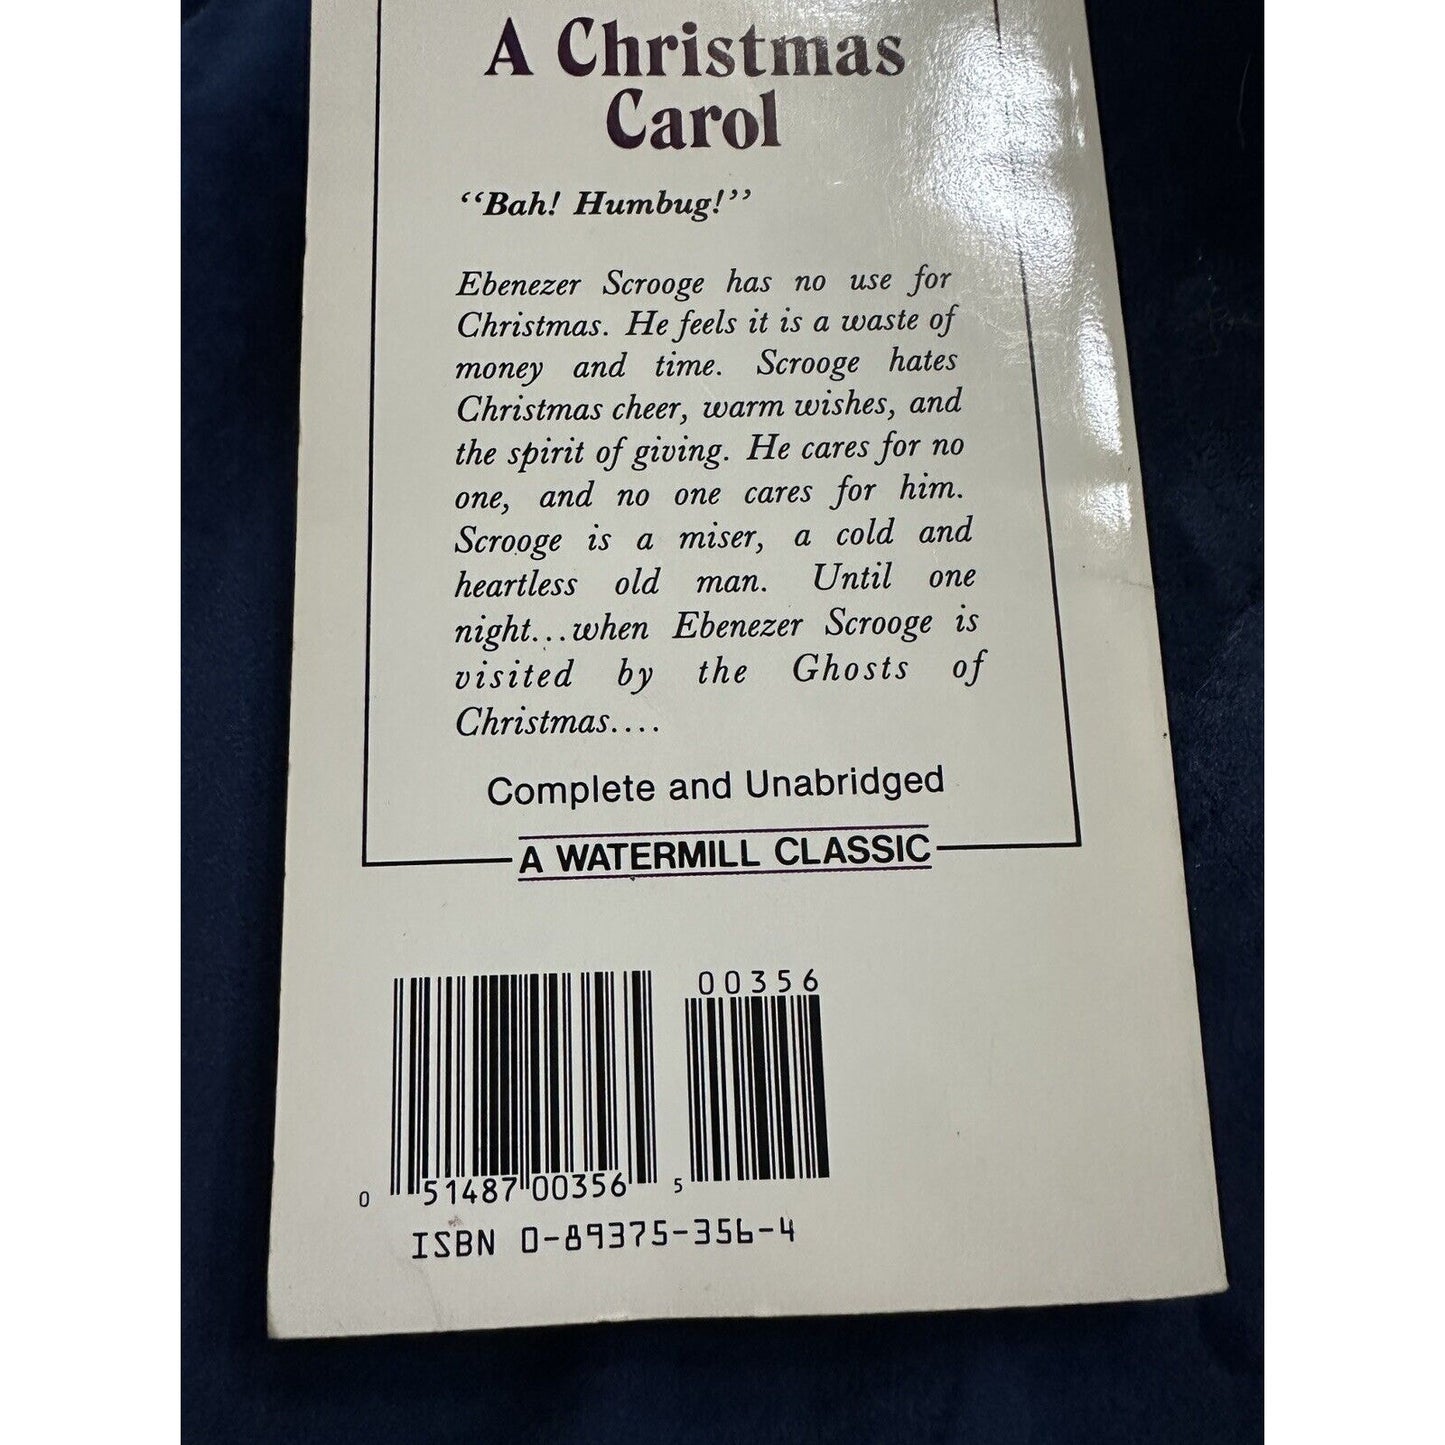 A Christmas
Carol
“Bah! Humbug!”
Ebenezer Scrooge has no use for
Christmas. He feels it is a waste of
money and time. Scrooge hates
Christmas cheer, warm wishes, and
the spirit of giving. He cares for no
one, and no one cares for him.
Scrooge is a miser, a cold and
heartless old man. Until one
night...when Ebenezer Scrooge is
visited by the Ghosts of
Christmas....
Complete and Unabridged
A WATERMILL CLASSIC
00356
0 51487 00356 5
ISBN 0-89375-356-4